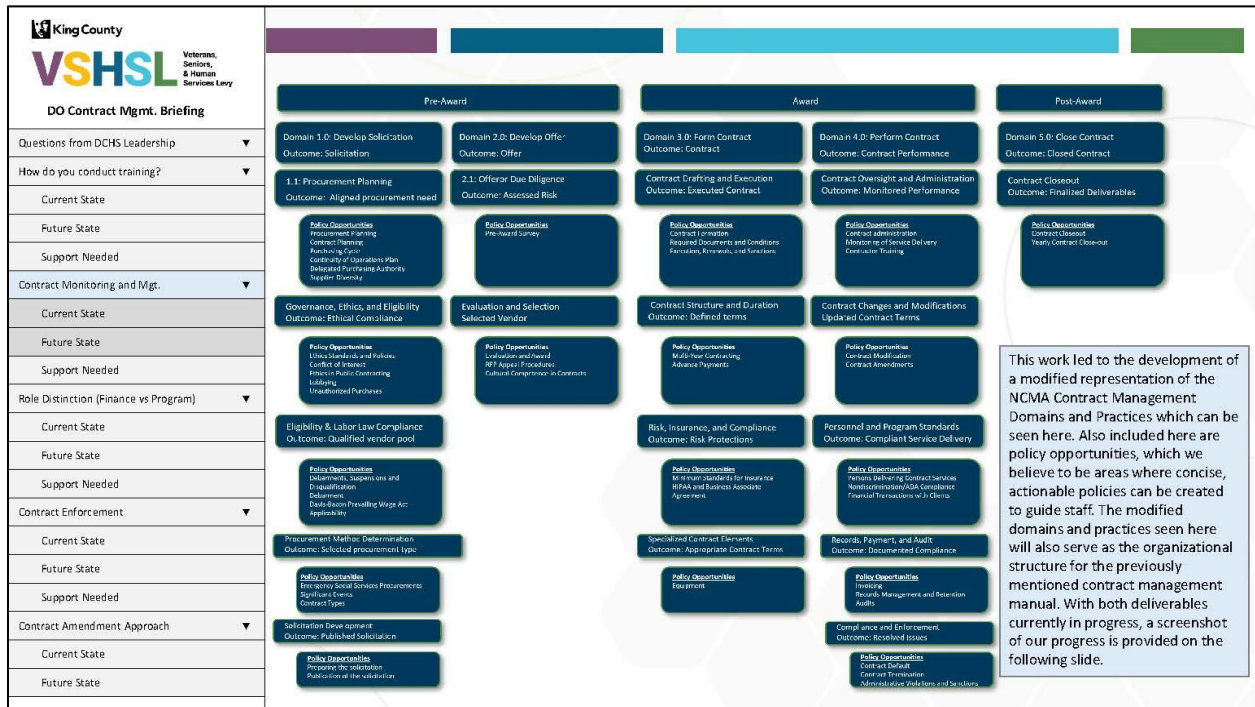 King County
VSHSL
Veterans,
Seniors,
& Human
Services Levy
DO Contract Mgmt. Briefing
Questions from DCHS Leadership
How do you conduct training?
Current State
Future State
Support Needed
Contract Monitoring and Mgt.
Current State
Future State
Support Needed
Role Distinction (Finance vs Program)
Current State
Future State
Support Needed
Contract Enforcement
Current State
Future State
Support Needed
Contract Amendment Approach
Current State
Future State
Pre-Award
Domain 1.0: Develop Solicitation
Outcome: Solicitation
1.1: Procurement Planning
Outcome: Aligned procurement need
Policy Opportunities
Procurement Planning
Contract Planning
Purchasing Cycle
Continuity of Operations Plan
Delegated Purchasing Authority
Supplier Diversity
Governance, Ethics, and Eligibility
Outcome: Ethical Compliance
Policy Opportunities
Ethics Standards and Policies
Conflict of Interest
Ethics in Public Contracting
Lobbying
Unauthorized Purchases
Eligibility & Labor Law Compliance
Outcome: Qualified vendor pool
Policy Opportunities
Debarments, Suspensions and
Disqualification
Debarment
Davis-Bacon Prevailing Wage Act
Applicability
Procurement Method Determination
Outcome: Selected procurement type
Policy Opportunities
Emergency Social Services Procurements
Significant Events
Contract Types
Solicitation Development
Outcome: Published Solicitation
Policy Opportunities
Preparing the solicitation
Publication of the solicitation
Domain 2.0: Develop Offer
Outcome: Offer
2.1: Offeror Due Diligence
Outcome: Assessed Risk
Policy Opportunities
Pre-Award Survey
Evaluation and Selection
Selected Vendor
Policy Opportunities
Evaluation and Award
RFP Appeal Procedures
Cultural Competence in Contracts
Award
Domain 3.0: Form Contract
Outcome: Contract
Contract Drafting and Execution
Outcome: Executed Contract
Policy Opportunities
Contract Formation
Required Documents and Conditions
Execution, Renewals, and Sanctions
Contract Structure and Duration
Outcome: Defined terms
Policy Opportunities
Multi-Year Contracting
Advance Payments
Risk, Insurance, and Compliance
Outcome: Risk Protections
Policy Opportunities
Minimum Standards for Insurance
HIPAA and Business Associate
Agreement
Specialized Contract Elements
Outcome: Appropriate Contract Terms
Policy Opportunities
Equipment
Domain 4.0: Perform Contract
Outcome: Contract Performance
Contract Oversight and Administration
Outcome: Monitored Performance
Policy Opportunities
Contract administration
Monitoring of Service Delivery
Contractor Training
Contract Changes and Modifications
Updated Contract Terms
Policy Opportunities
Contract Modification
Contract Amendments
Personnel and Program Standards
Outcome: Compliant Service Delivery
Policy Opportunities
Persons Delivering Contract Services
Nondiscrimination/ADA Compliance
Financial Transactions with Clients
Records, Payment, and Audit
Outcome: Documented Compliance
Policy Opportunities
Invoicing
Records Management and Retention
Audits
Compliance and Enforcement
Outcome: Resolved Issues
Policy Opportunities
Contract Default
Contract Termination
Administrative Violations and Sanctions
Post-Award
Domain 5.0: Close Contract
Outcome: Closed Contract
Contract Closeout
Outcome: Finalized Deliverables
Policy Opportunities
Contract Closeout
Yearly Contract Close-out
This work led to the development of
a modified representation of the
NCMA Contract Management
Domains and Practices which can be
seen here. Also included here are
policy opportunities, which we
believe to be areas where concise,
actionable policies can be created
to guide staff. The modified
domains and practices seen here
will also serve as the organizational
structure for the previously
mentioned contract management
manual. With both deliverables
currently in progress, a screenshot
of our progress is provided on the
following slide.